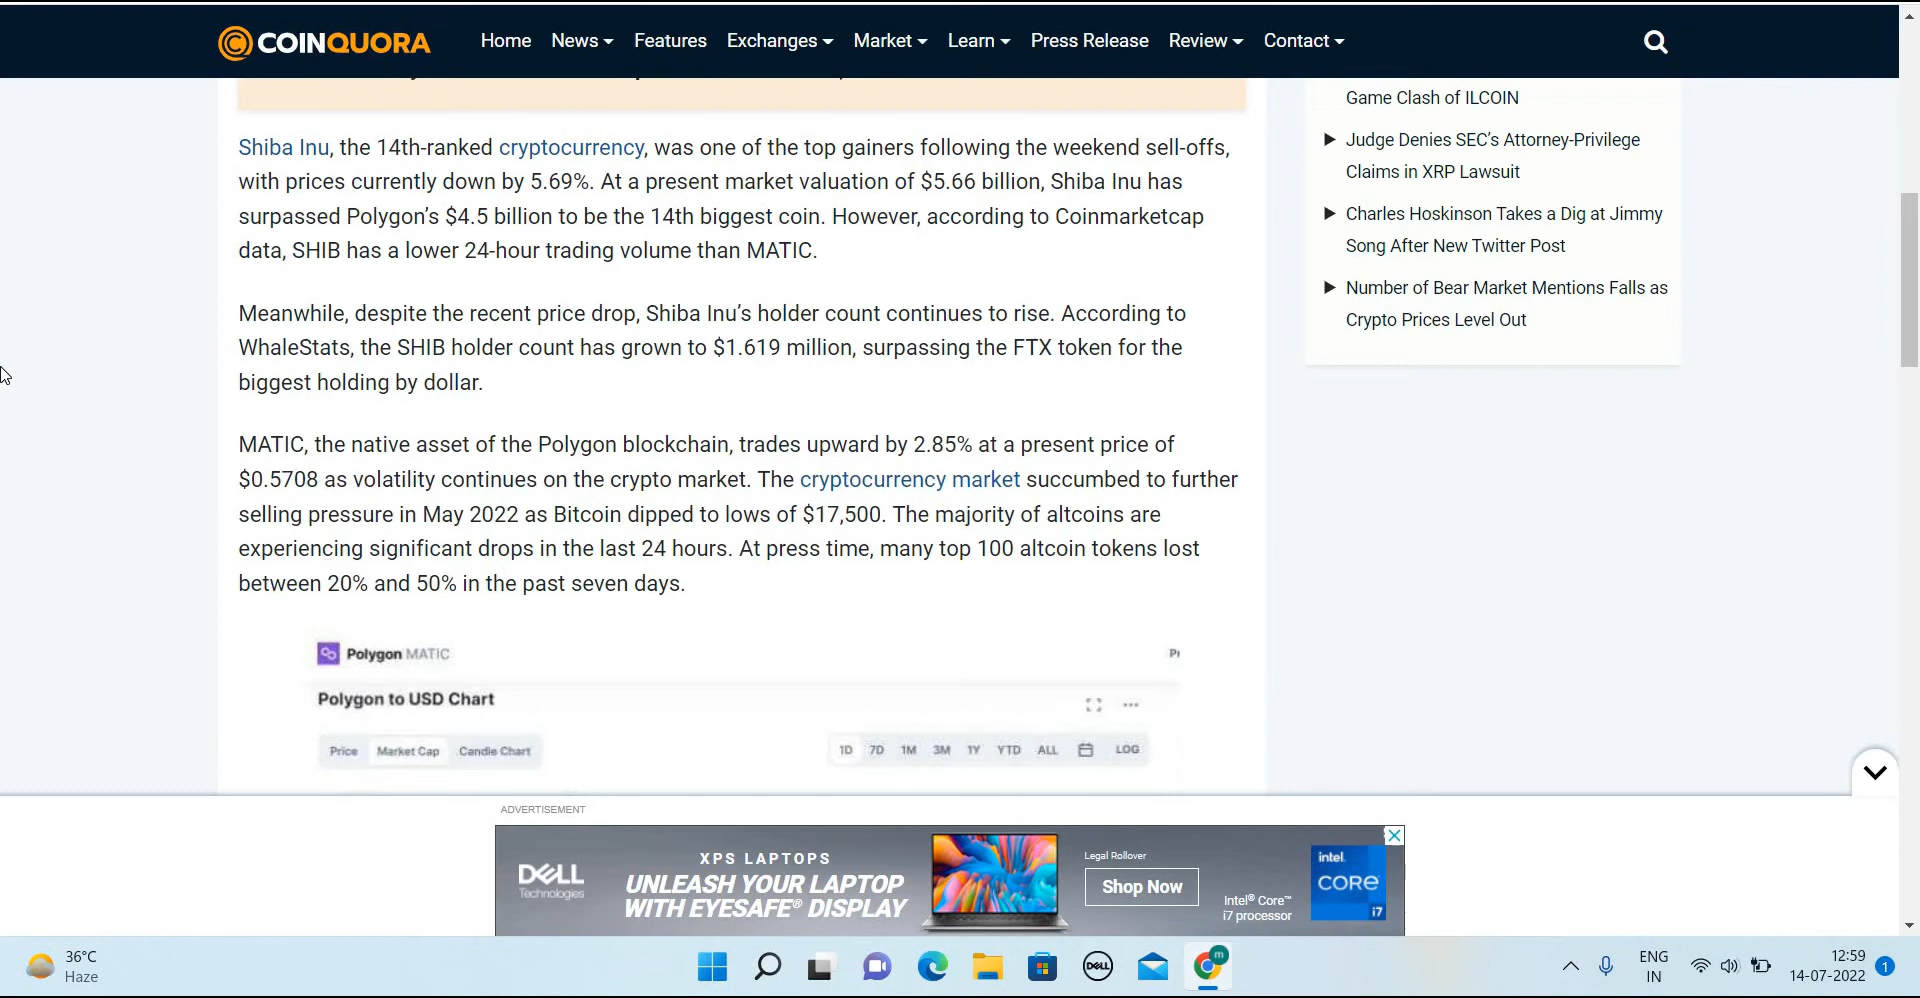 COINQUORA
Home News Features Exchanges Market Learn Press Release Review Contact
Shiba Inu, the 14th-ranked cryptocurrency, was one of the top gainers following the weekend sell-offs,
with prices currently down by 5.69%. At a present market valuation of $5.66 billion, Shiba Inu has
surpassed Polygon’s $4.5 billion to be the 14th biggest coin. However, according to Coinmarketcap
data, SHIB has a lower 24-hour trading volume than MATIC.
Meanwhile, despite the recent price drop, Shiba Inu’s holder count continues to rise. According to
WhaleStats, the SHIB holder count has grown to $1.619 million, surpassing the FTX token for the
biggest holding by dollar.
MATIC, the native asset of the Polygon blockchain, trades upward by 2.85% at a present price of
$0.5708 as volatility continues on the crypto market. The cryptocurrency market succumbed to further
selling pressure in May 2022 as Bitcoin dipped to lows of $17,500. The majority of altcoins are
experiencing significant drops in the last 24 hours. At press time, many top 100 altcoin tokens lost
between 20% and 50% in the past seven days.
Polygon MATIC
Polygon to USD Chart
Price Market Cap Candle Chart 1D 7D 1M 3M 1Y YTD ALL LOG
Game Clash of ILCOIN
Judge Denies SEC’s Attorney-Privilege
Claims in XRP Lawsuit
Charles Hoskinson Takes a Dig at Jimmy
Song After New Twitter Post
Number of Bear Market Mentions Falls as
Crypto Prices Level Out
ADVERTISEMENT
DELL
Technologies
XPS LAPTOPS
UNLEASH YOUR LAPTOP
WITH EYESAFE® DISPLAY
Legal Rollover
Shop Now
Intel® Core™
i7 processor
intel.
CORE
i7
36°C
Haze
DELL
m
ENG
IN
12:59
14-07-2022
1